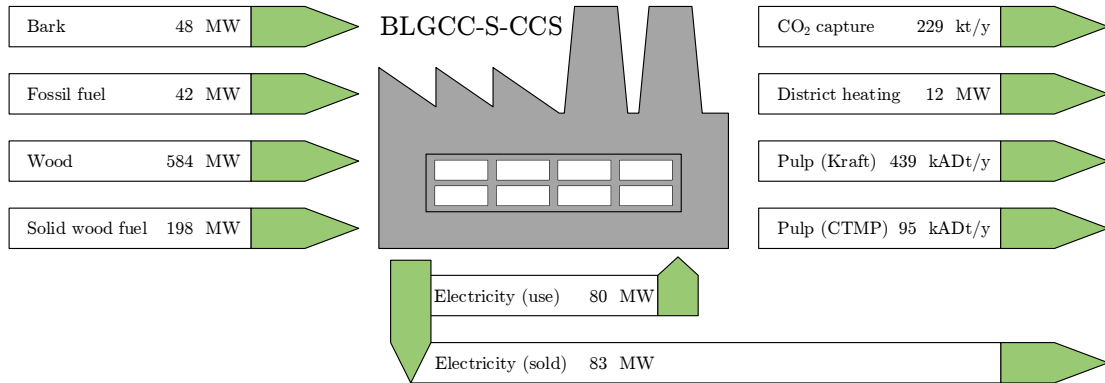 BLGCC-S-CCS
Bark 48 MW
Fossil fuel 42 MW
Wood 584 MW
Solid wood fuel 198 MW
CO₂ capture 229 kt/y
District heating 12 MW
Pulp (Kraft) 439 kADt/y
Pulp (CTMP) 95 kADt/y
Electricity (use) 80 MW
Electricity (sold) 83 MW